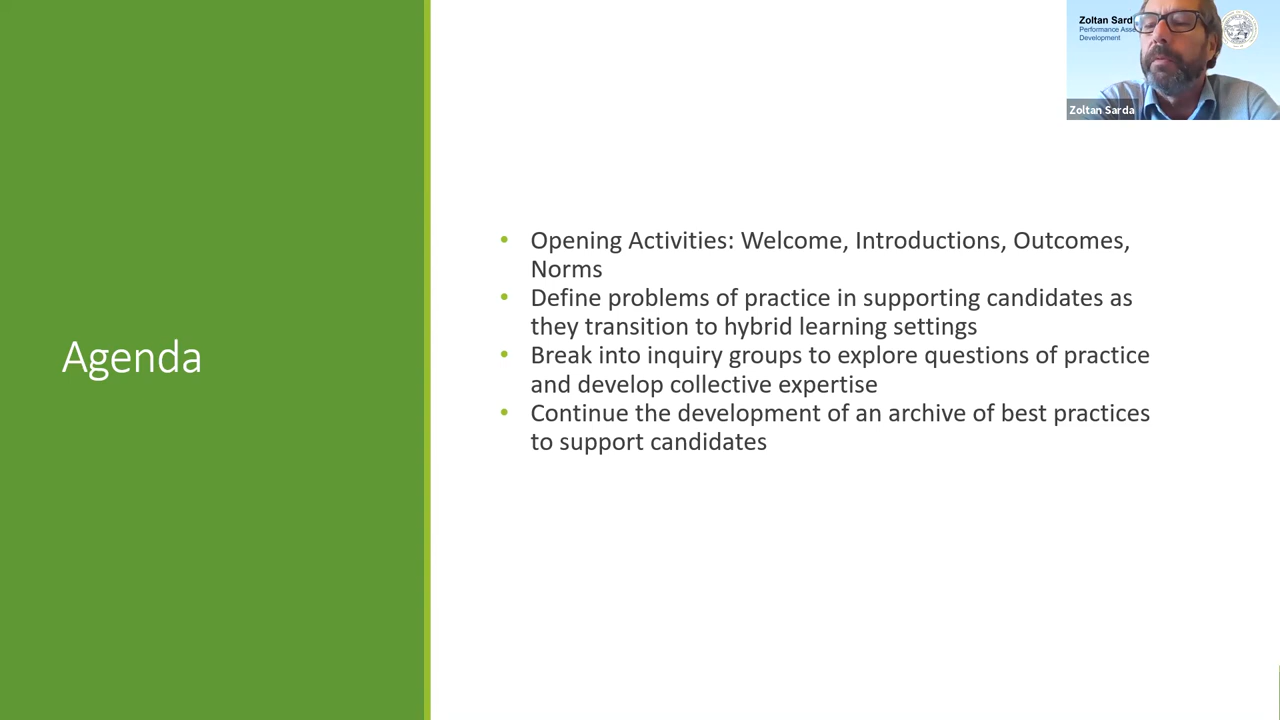 Agenda
• Opening Activities: Welcome, Introductions, Outcomes,
Norms
• Define problems of practice in supporting candidates as
they transition to hybrid learning settings
• Break into inquiry groups to explore questions of practice
and develop collective expertise
• Continue the development of an archive of best practices
to support candidates
Zoltan Sard
Performance Asse
Development
Zoltan Sarda